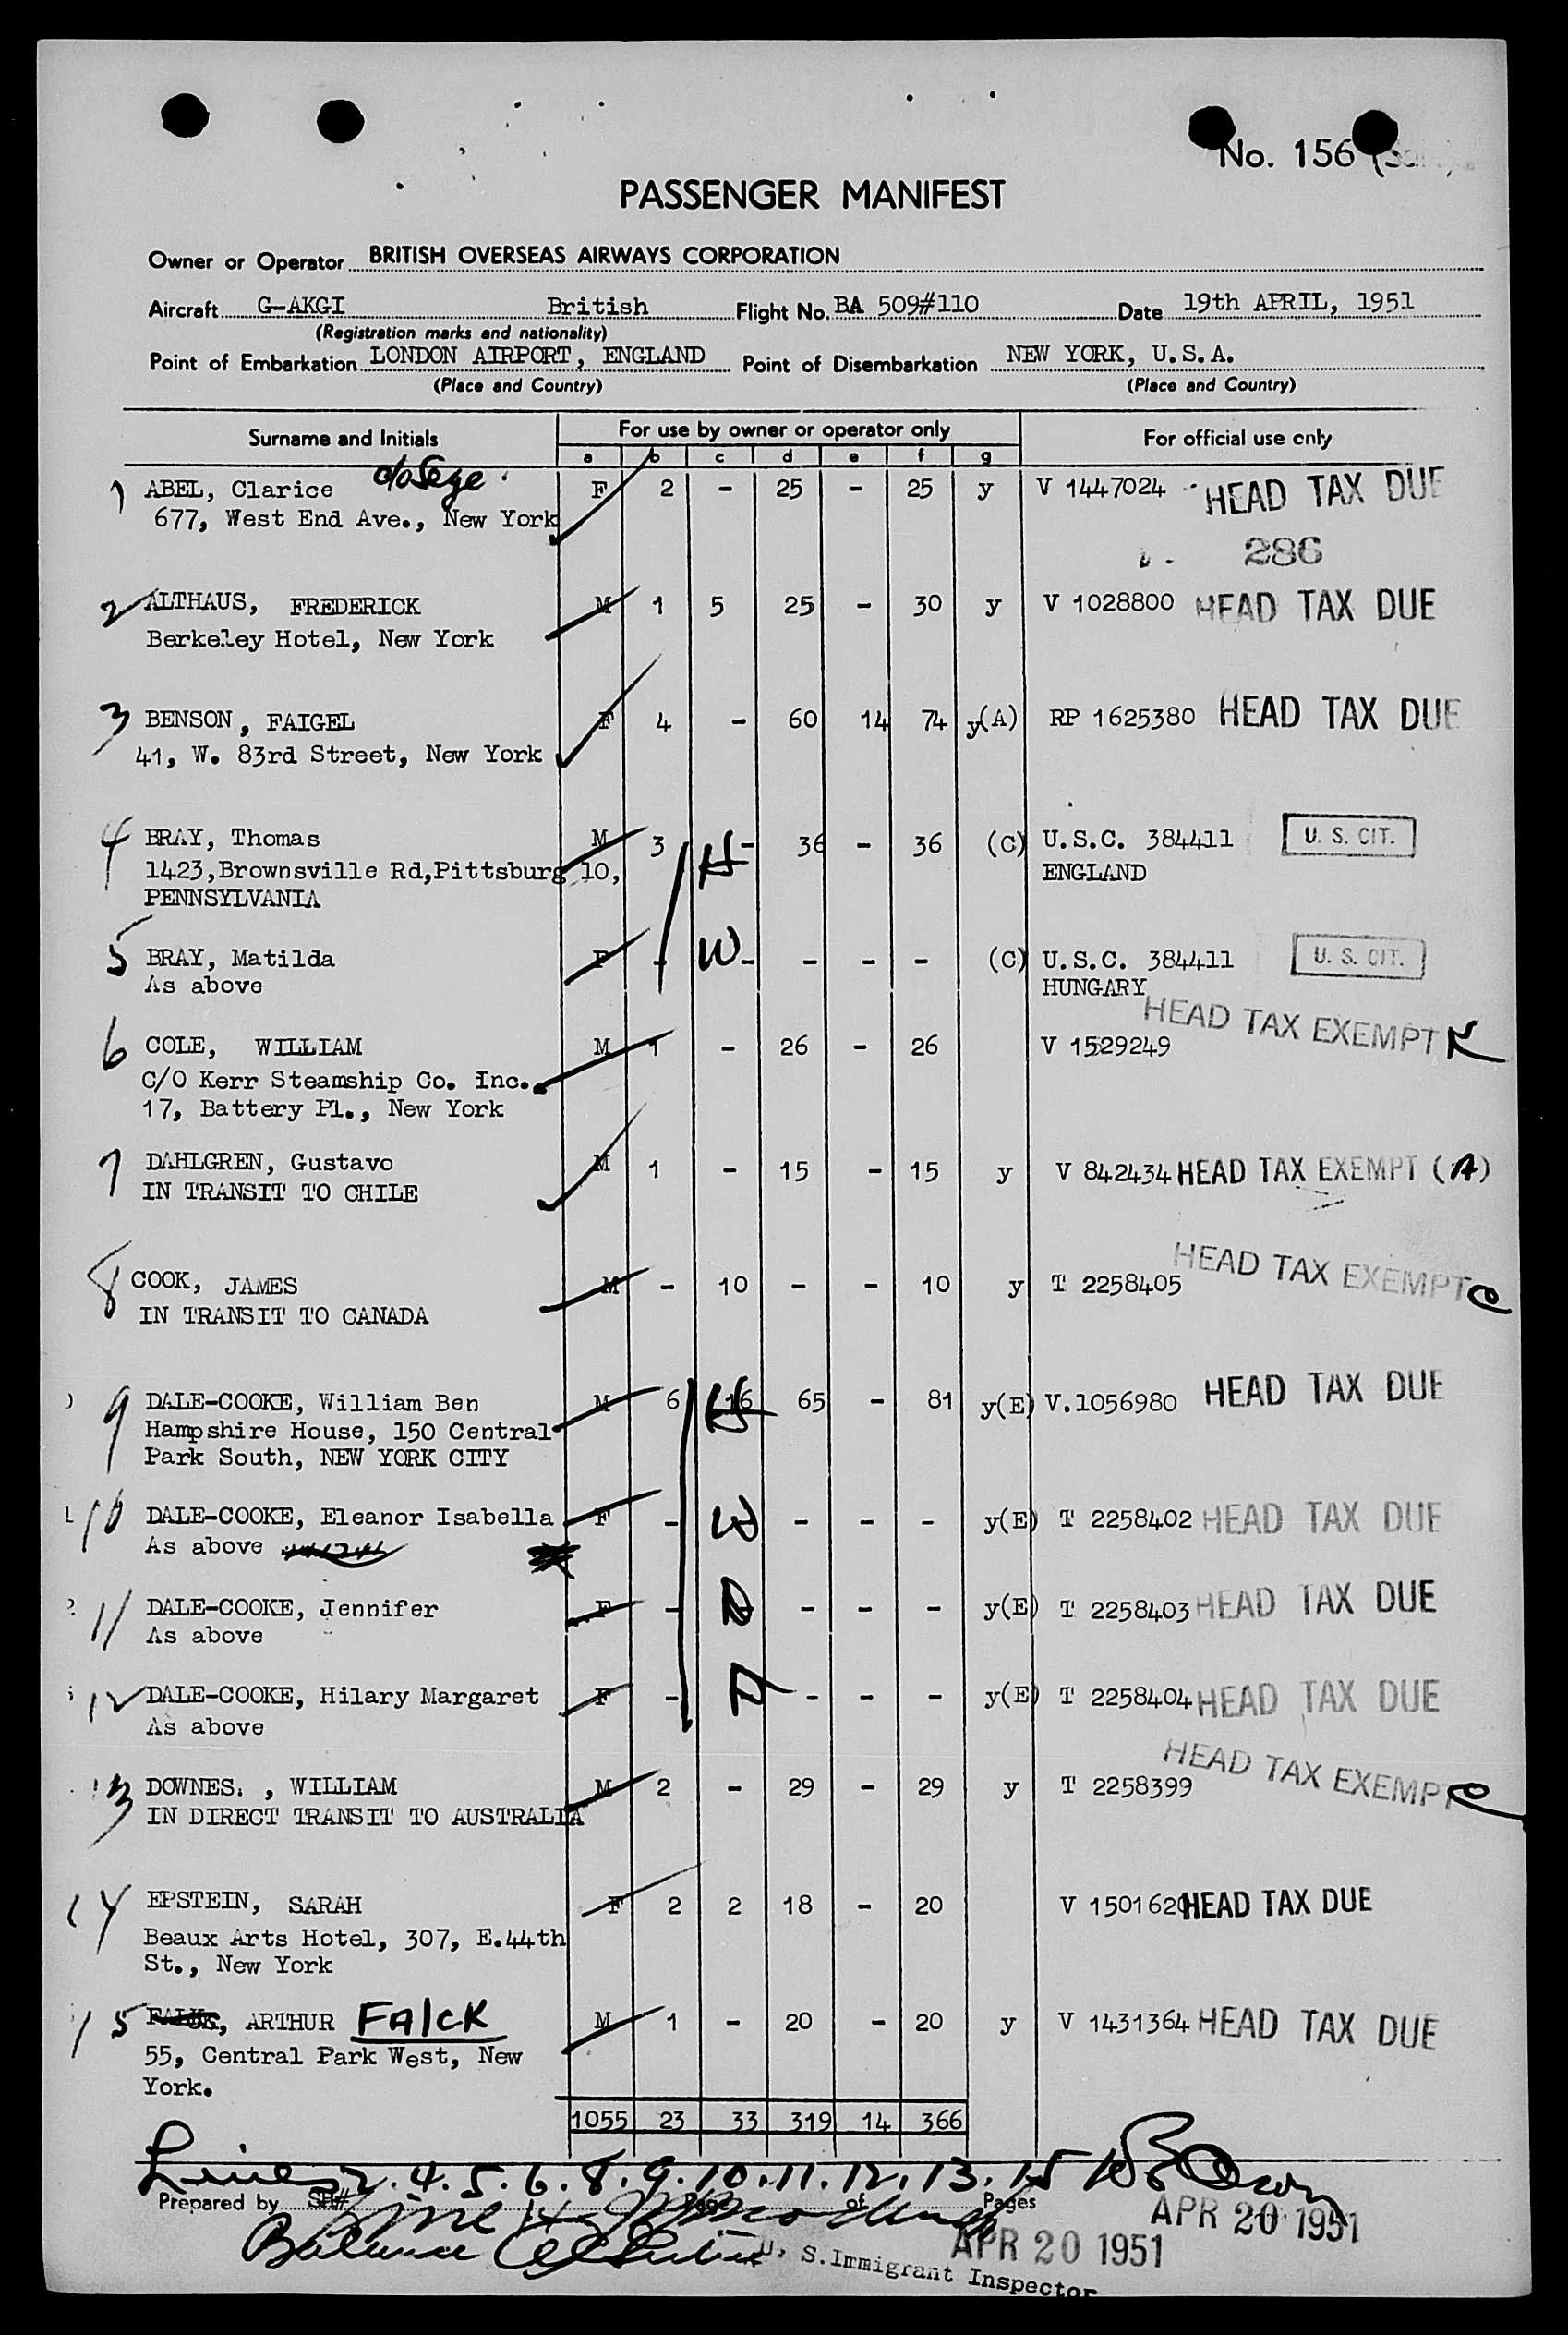 No. 156
PASSENGER MANIFEST
Owner or Operator BRITISH OVERSEAS AIRWAYS CORPORATION
Aircraft G-AKGI British Flight No. BA 509#110 Date 19th APRIL, 1951
(Registration marks and nationality)
Point of Embarkation LONDON AIRPORT, ENGLAND Point of Disembarkation NEW YORK, U.S.A.
(Place and Country) (Place and Country)
Surname and Initials For use by owner or operator only For official use only
a b c d e f g
1 ABEL, Clarice F 2 - 25 - 25 y V 1447024 HEAD TAX DUE
677, West End Ave., New York
286
2 ALTHAUS, FREDERICK M 1 5 25 - 30 y V 1028800 HEAD TAX DUE
Berkeley Hotel, New York
3 BENSON, FAIGEL F 4 - 60 14 74 y(A) RP 1625380 HEAD TAX DUE
41, W. 83rd Street, New York
4 BRAY, Thomas M 3 H - 36 - 36 (C) U.S.C. 384411 U. S. CIT.
1423,Brownsville Rd,Pittsburg 10, ENGLAND
PENNSYLVANIA
5 BRAY, Matilda F - W - - - - (C) U.S.C. 384411 U. S. CIT.
As above HUNGARY
HEAD TAX EXEMPT
6 COLE, WILLIAM M 1 - 26 - 26 V 1529249
C/O Kerr Steamship Co. Inc.
17, Battery Pl., New York
7 DAHLGREN, Gustavo M 1 - 15 - 15 y V 842434 HEAD TAX EXEMPT (A)
IN TRANSIT TO CHILE
HEAD TAX EXEMPT C
8 COOK, JAMES M - 10 - - 10 y T 2258405
IN TRANSIT TO CANADA
9 DALE-COOKE, William Ben M 6 H 16 65 - 81 y(E) V.1056980 HEAD TAX DUE
Hampshire House, 150 Central
Park South, NEW YORK CITY
10 DALE-COOKE, Eleanor Isabella F - W - - - y(E) T 2258402 HEAD TAX DUE
As above
11 DALE-COOKE, Jennifer F - D - - - y(E) T 2258403 HEAD TAX DUE
As above
12 DALE-COOKE, Hilary Margaret F - D - - - y(E) T 2258404 HEAD TAX DUE
As above
HEAD TAX EXEMPT C
13 DOWNES. , WILLIAM M 2 - 29 - 29 y T 2258399
IN DIRECT TRANSIT TO AUSTRALIA
14 EPSTEIN, SARAH F 2 2 18 - 20 V 1501620 HEAD TAX DUE
Beaux Arts Hotel, 307, E.44th
St., New York
15 ARTHUR FAlCK M 1 - 20 - 20 y V 1431364 HEAD TAX DUE
55, Central Park West, New
York.
1055 23 33 319 14 366
Lines 2.4.5.6.8.9.10.11.12.13.15
Prepared by Page of Pages
Line 14
APR 20 1951
Balance
APR 20 1951
U. S. Immigrant Inspector